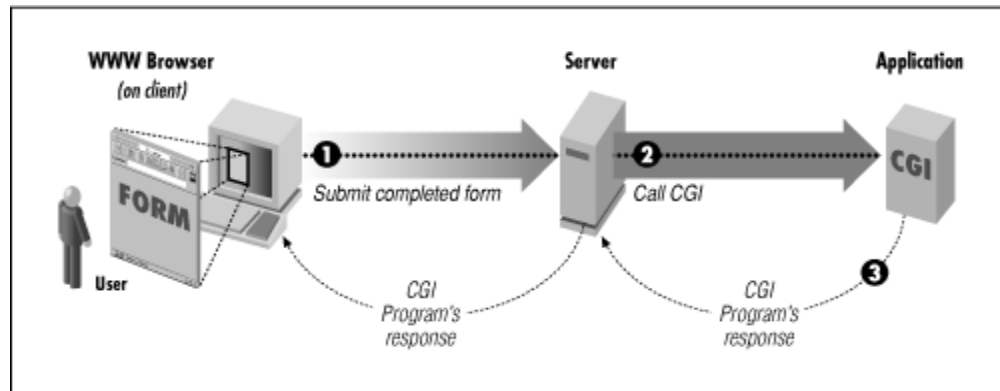 WWW Browser
(on client)
Server
Application
FORM
User
1
Submit completed form
2
Call CGI
CGI
3
CGI
Program's
response
CGI
Program's
response